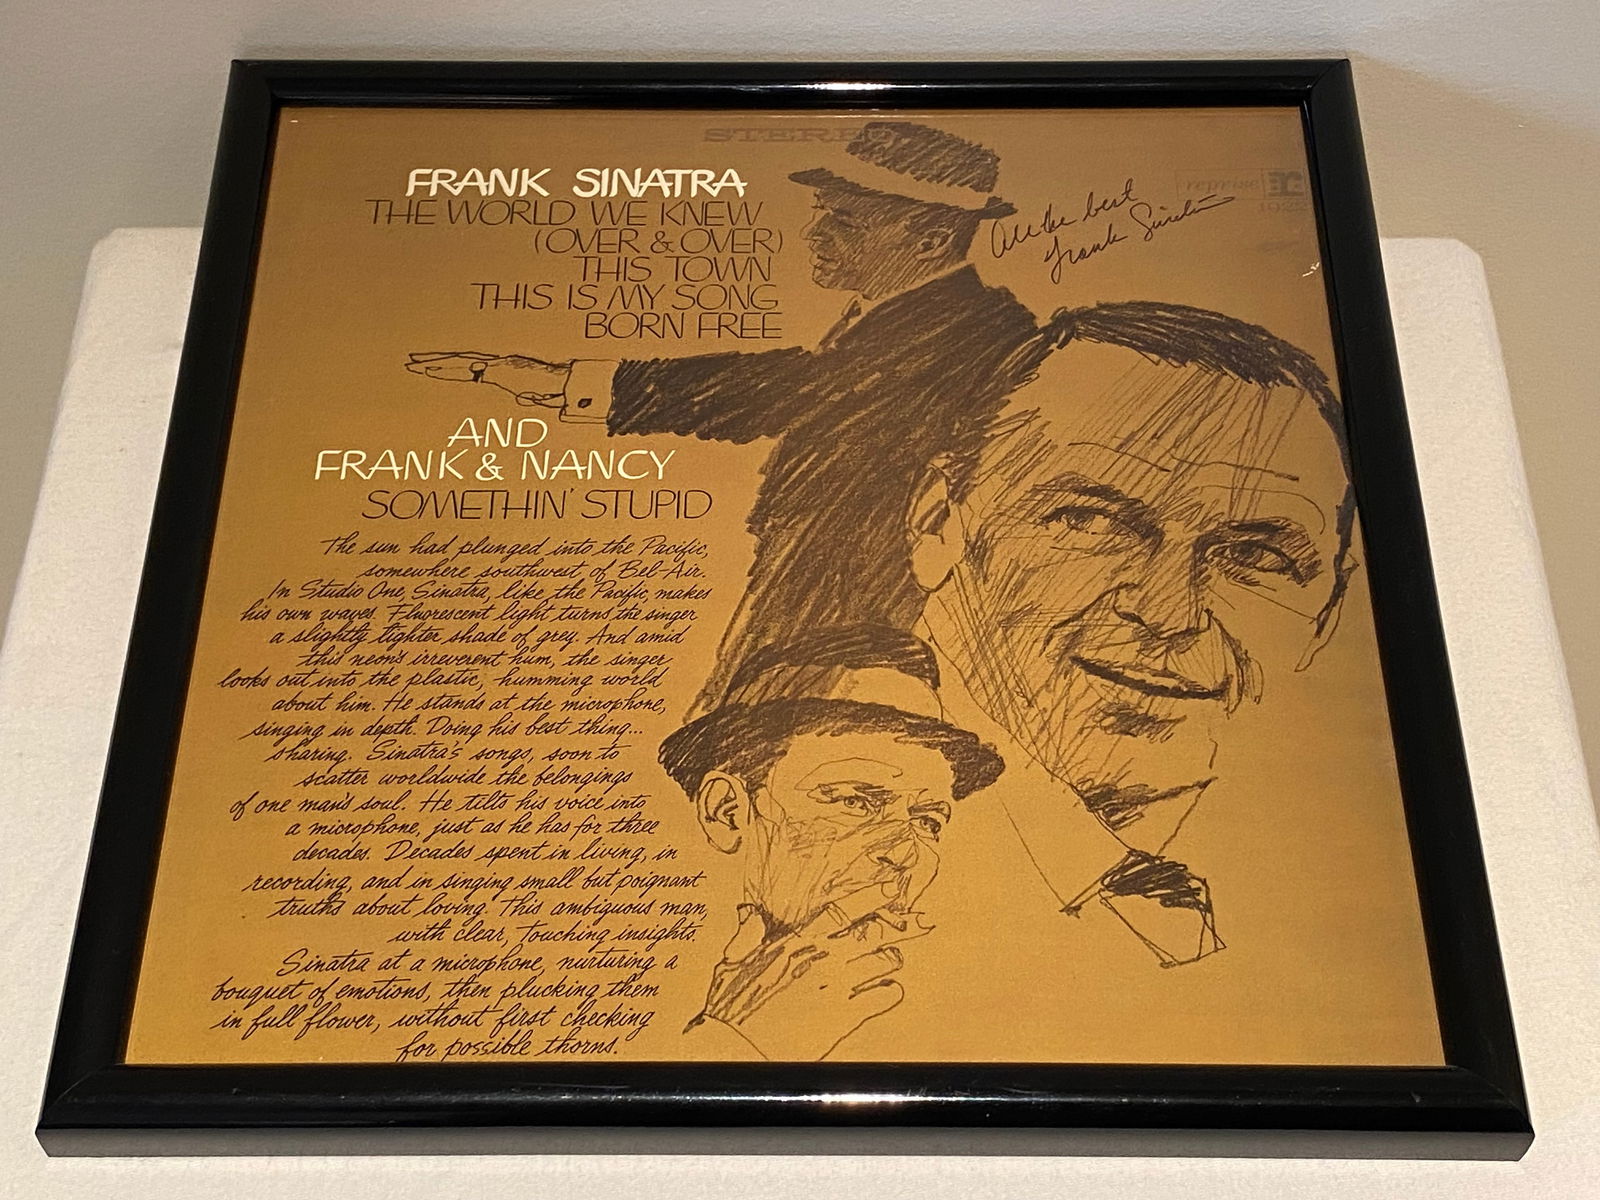 STEREO
FRANK SINATRA
THE WORLD WE KNEW
(OVER & OVER)
THIS TOWN
THIS IS MY SONG
BORN FREE
reprise
All the best
Frank Sinatra
AND
FRANK & NANCY
SOMETHIN' STUPID
The sun had plunged into the Pacific,
somewhere southwest of Bel-Air.
In Studio One, Sinatra, like the Pacific, makes
his own waves. Fluorescent light turns the singer
a slightly lighter shade of grey. And amid
this neon's irreverent hum, the singer
looks out into the plastic, humming world
about him. He stands at the microphone,
singing in depth. Doing his best thing...
sharing. Sinatra's songs, soon to
scatter worldwide the belongings
of one man's soul. He tilts his voice into
a microphone, just as he has for three
decades. Decades spent in living, in
recording, and in singing small but poignant
truths about loving. This ambiguous man,
with clear, touching insights.
Sinatra at a microphone, nurturing a
bouquet of emotions, then plucking them
in full flower, without first checking
for possible thorns.